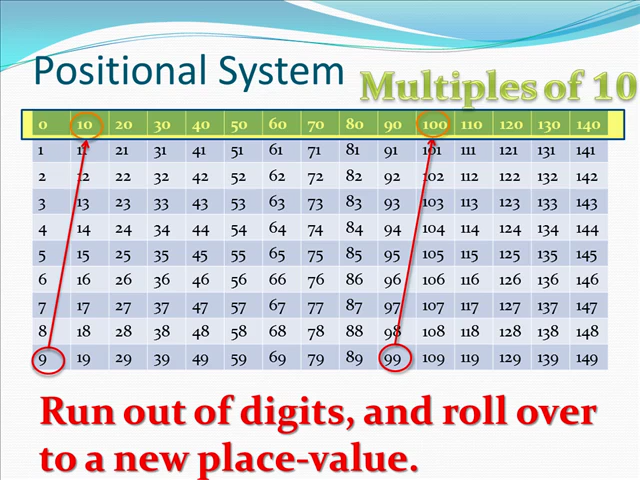 Positional System
Multiples of 10
0 10 20 30 40 50 60 70 80 90 100 110 120 130 140
1 11 21 31 41 51 61 71 81 91 101 111 121 131 141
2 12 22 32 42 52 62 72 82 92 102 112 122 132 142
3 13 23 33 43 53 63 73 83 93 103 113 123 133 143
4 14 24 34 44 54 64 74 84 94 104 114 124 134 144
5 15 25 35 45 55 65 75 85 95 105 115 125 135 145
6 16 26 36 46 56 66 76 86 96 106 116 126 136 146
7 17 27 37 47 57 67 77 87 97 107 117 127 137 147
8 18 28 38 48 58 68 78 88 98 108 118 128 138 148
9 19 29 39 49 59 69 79 89 99 109 119 129 139 149
Run out of digits, and roll over
to a new place-value.